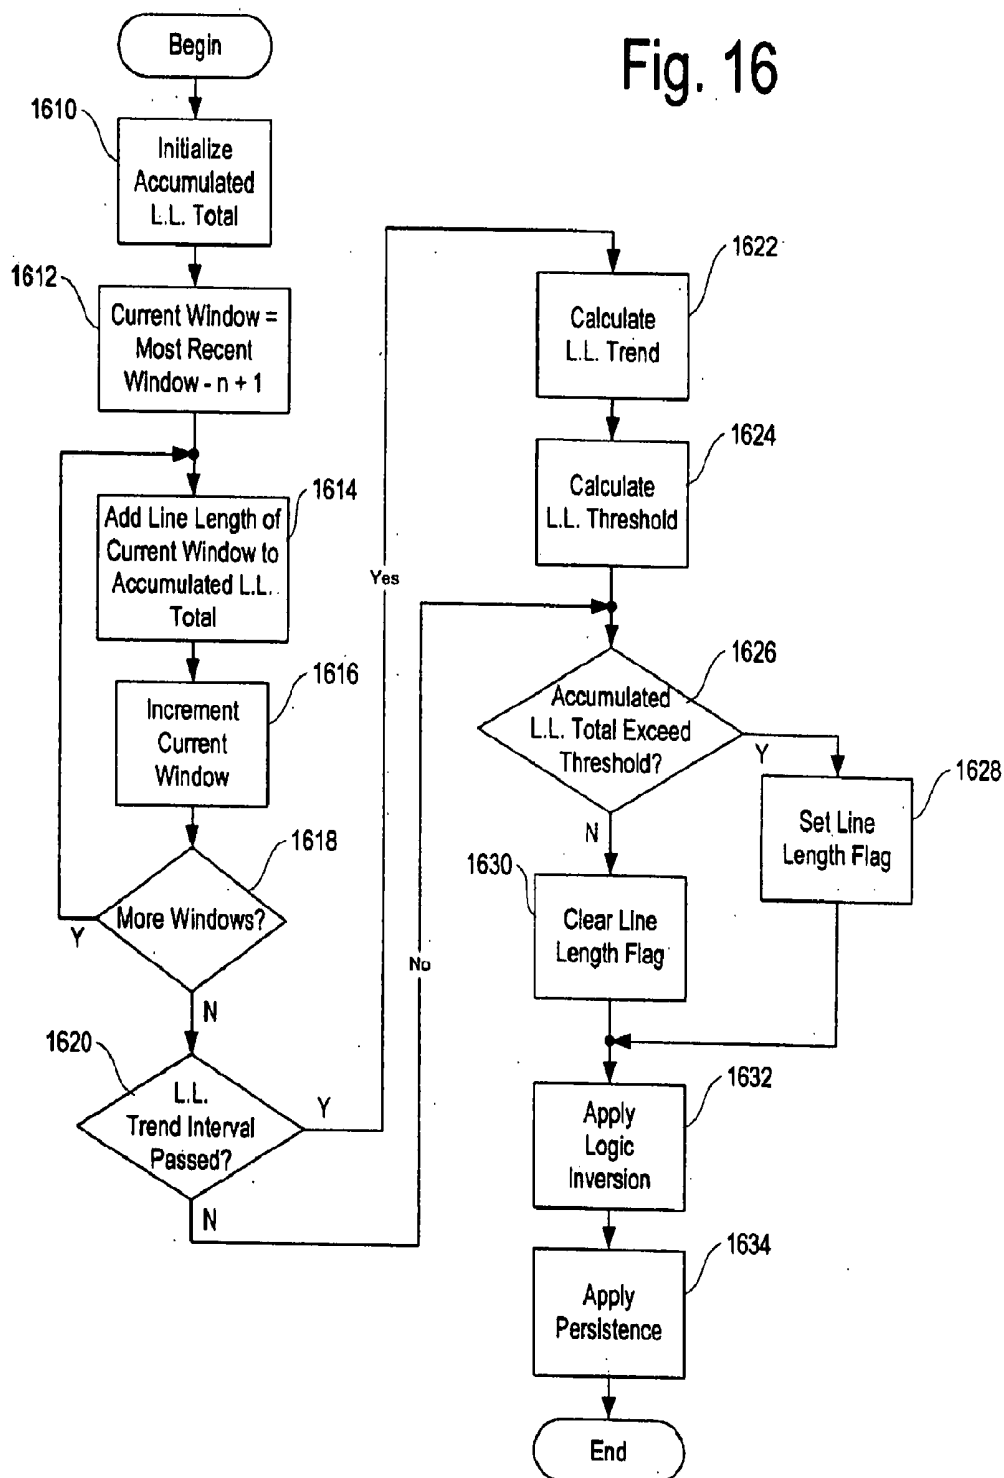 Begin
Fig. 16
1610
Initialize
Accumulated
L.L. Total
1612
Current Window =
Most Recent
Window - n + 1
1614
Add Line Length of
Current Window to
Accumulated L.L.
Total
1616
Increment
Current
Window
1618
More Windows?
Y
N
1620
L.L.
Trend Interval
Passed?
Y
N
Yes
No
1622
Calculate
L.L. Trend
1624
Calculate
L.L. Threshold
1626
Accumulated
L.L. Total Exceed
Threshold?
Y
N
1628
Set Line
Length Flag
1630
Clear Line
Length Flag
1632
Apply
Logic
Inversion
1634
Apply
Persistence
End